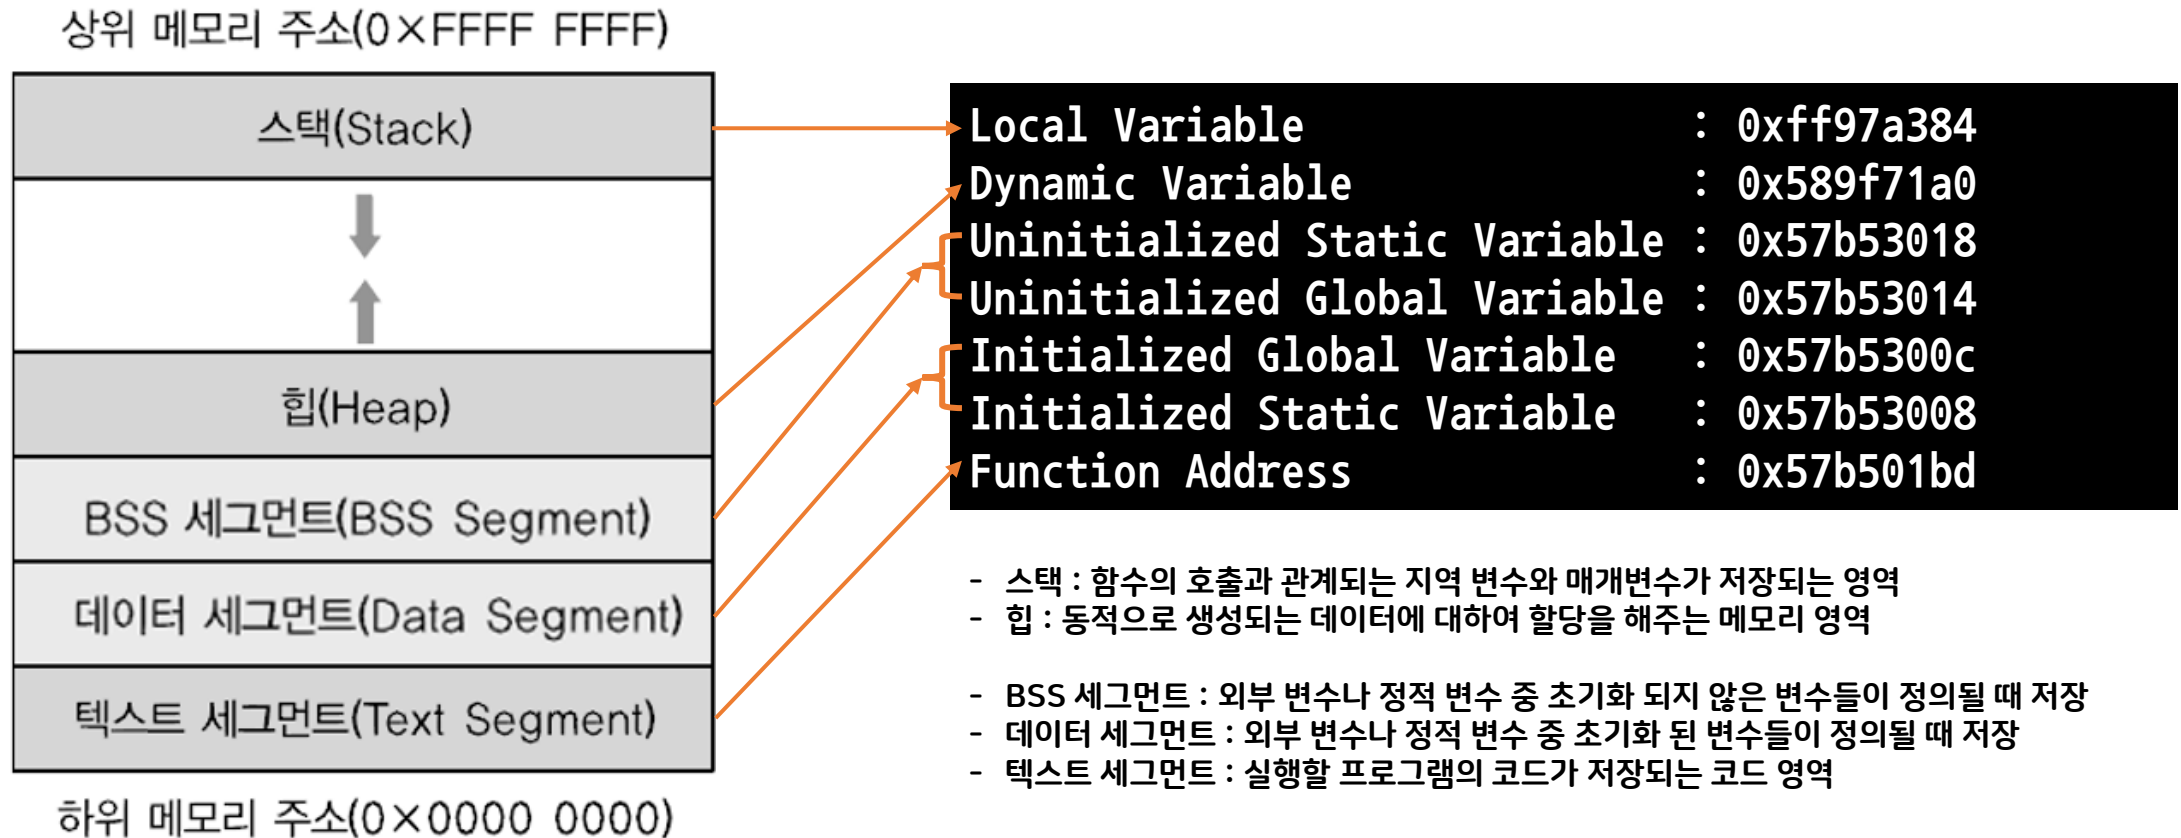 상위 메모리 주소(0×FFFF FFFF)
스택(Stack)
힙(Heap)
BSS 세그먼트(BSS Segment)
데이터 세그먼트(Data Segment)
텍스트 세그먼트(Text Segment)
하위 메모리 주소(0×0000 0000)
Local Variable : 0xff97a384
Dynamic Variable : 0x589f71a0
Uninitialized Static Variable : 0x57b53018
Uninitialized Global Variable : 0x57b53014
Initialized Global Variable : 0x57b5300c
Initialized Static Variable : 0x57b53008
Function Address : 0x57b501bd
- 스택 : 함수의 호출과 관계되는 지역 변수와 매개변수가 저장되는 영역
- 힙 : 동적으로 생성되는 데이터에 대하여 할당을 해주는 메모리 영역
- BSS 세그먼트 : 외부 변수나 정적 변수 중 초기화 되지 않은 변수들이 정의될 때 저장
- 데이터 세그먼트 : 외부 변수나 정적 변수 중 초기화 된 변수들이 정의될 때 저장
- 텍스트 세그먼트 : 실행할 프로그램의 코드가 저장되는 코드 영역